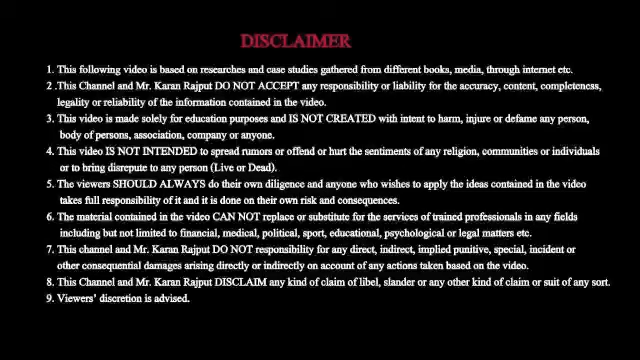 DISCLAIMER
1. This following video is based on researches and case studies gathered from different books, media, through internet etc.
2 .This Channel and Mr. Karan Rajput DO NOT ACCEPT any responsibility or liability for the accuracy, content, completeness,
legality or reliability of the information contained in the video.
3. This video is made solely for education purposes and IS NOT CREATED with intent to harm, injure or defame any person,
body of persons, association, company or anyone.
4. This video IS NOT INTENDED to spread rumors or offend or hurt the sentiments of any religion, communities or individuals
or to bring disrepute to any person (Live or Dead).
5. The viewers SHOULD ALWAYS do their own diligence and anyone who wishes to apply the ideas contained in the video
takes full responsibility of it and it is done on their own risk and consequences.
6. The material contained in the video CAN NOT replace or substitute for the services of trained professionals in any fields
including but not limited to financial, medical, political, sport, educational, psychological or legal matters etc.
7. This channel and Mr. Karan Rajput DO NOT responsibility for any direct, indirect, implied punitive, special, incident or
other consequential damages arising directly or indirectly on account of any actions taken based on the video.
8. This Channel and Mr. Karan Rajput DISCLAIM any kind of claim of libel, slander or any other kind of claim or suit of any sort.
9. Viewers' discretion is advised.